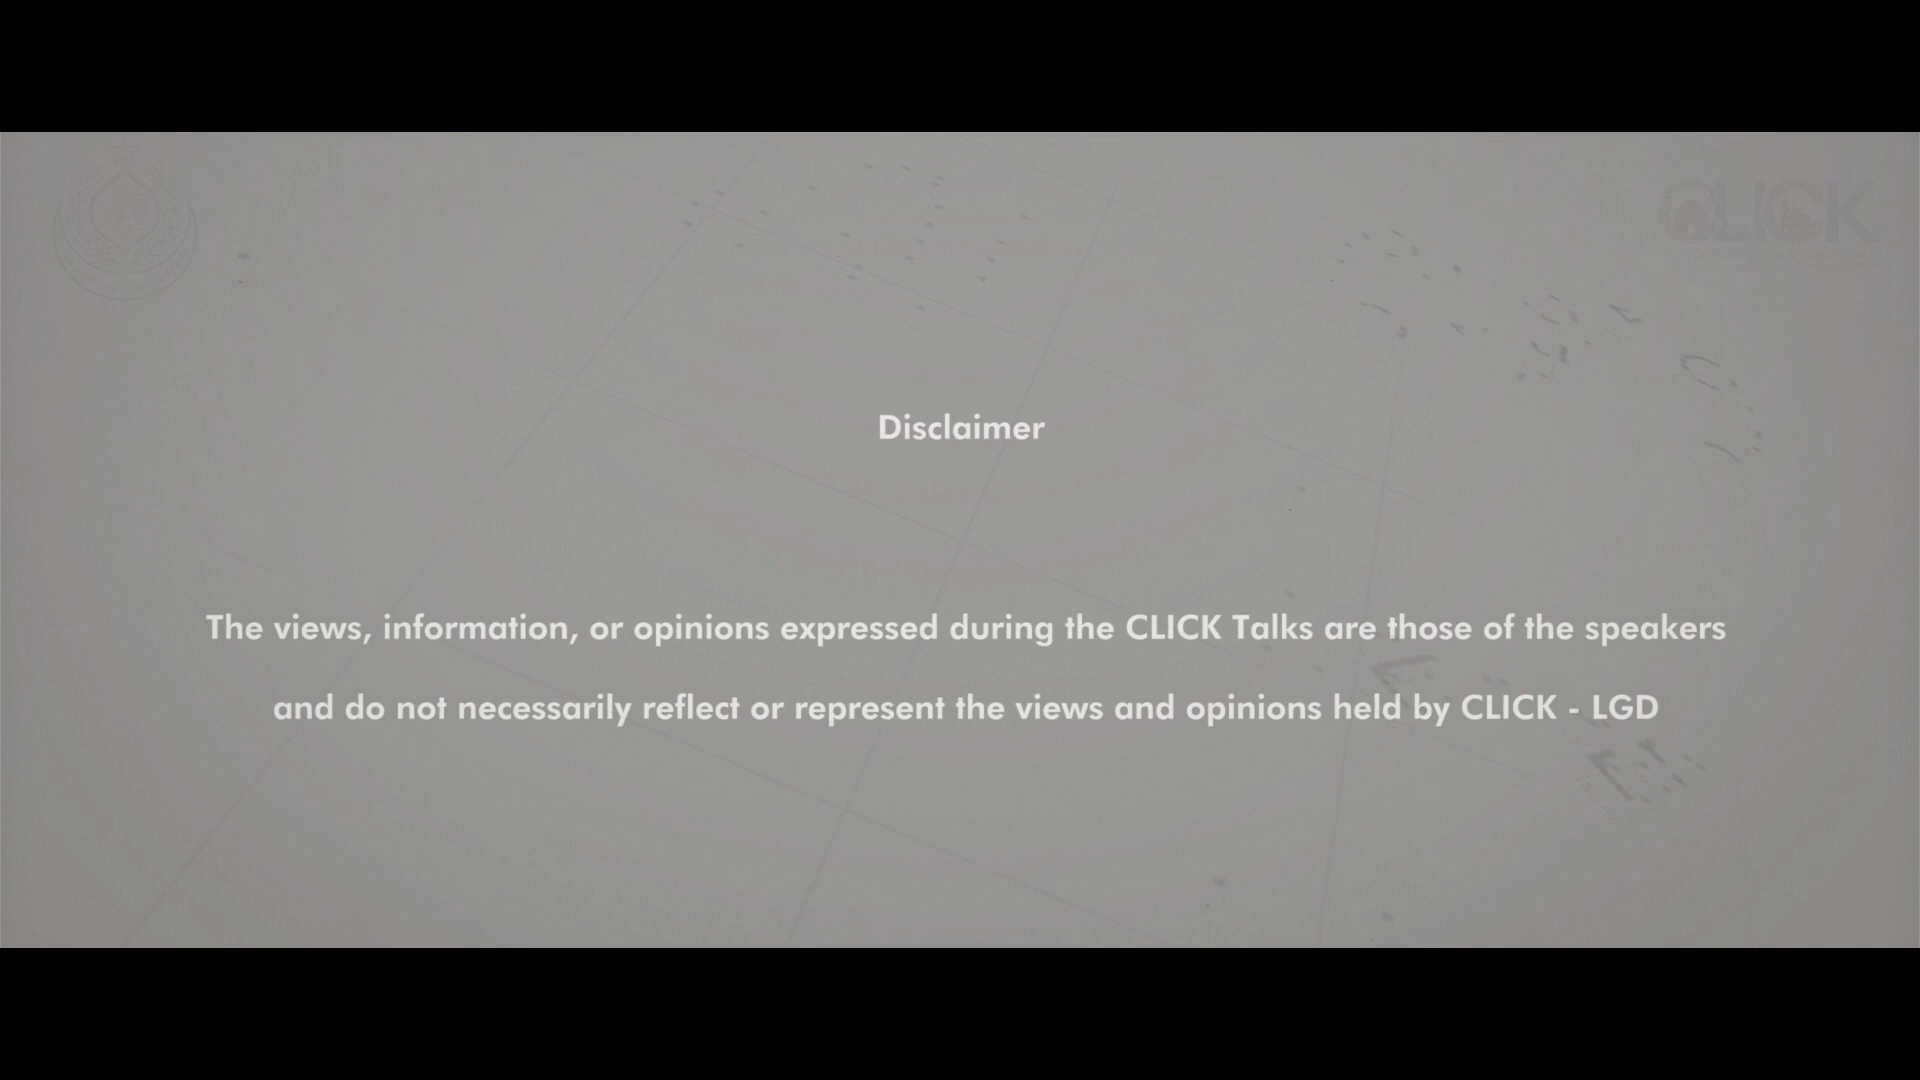 CLICK
Disclaimer
The views, information, or opinions expressed during the CLICK Talks are those of the speakers
and do not necessarily reflect or represent the views and opinions held by CLICK - LGD